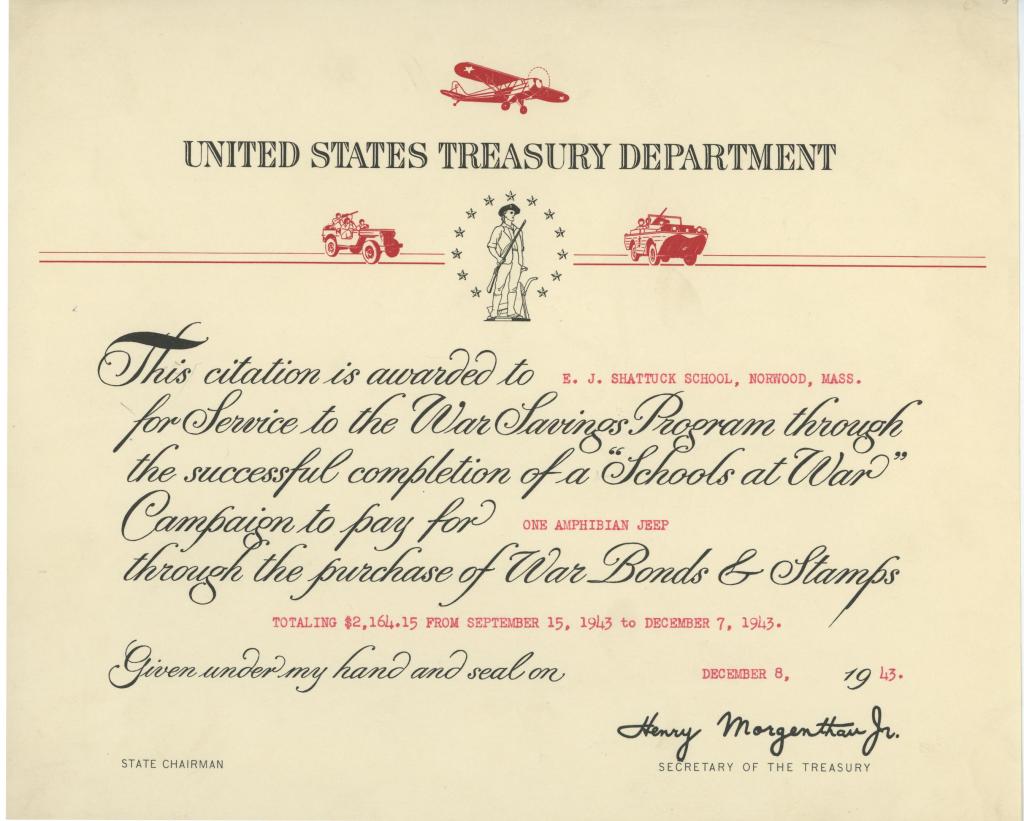 UNITED STATES TREASURY DEPARTMENT
This citation is awarded to E. J. SHATTUCK SCHOOL, NORWOOD, MASS.
for Service to the War Savings Program through
the successful completion of a "Schools at War"
Campaign to pay for ONE AMPHIBIAN JEEP
through the purchase of War Bonds & Stamps
TOTALING $2,164.15 FROM SEPTEMBER 15, 1943 to DECEMBER 7, 1943.
Given under my hand and seal on DECEMBER 8, 1943.
Henry Morgenthau Jr.
STATE CHAIRMAN SECRETARY OF THE TREASURY